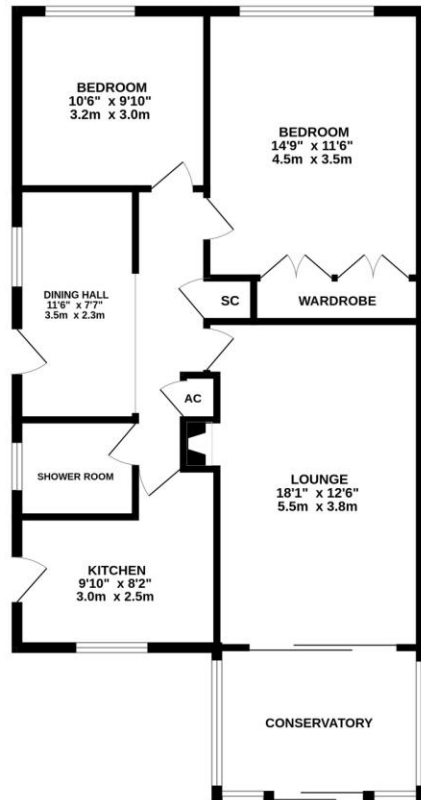 BEDROOM
10'6" x 9'10"
3.2m x 3.0m
BEDROOM
14'9" x 11'6"
4.5m x 3.5m
DINING HALL
11'6" x 7'7"
3.5m x 2.3m
SC
WARDROBE
AC
SHOWER ROOM
LOUNGE
18'1" x 12'6"
5.5m x 3.8m
KITCHEN
9'10" x 8'2"
3.0m x 2.5m
CONSERVATORY